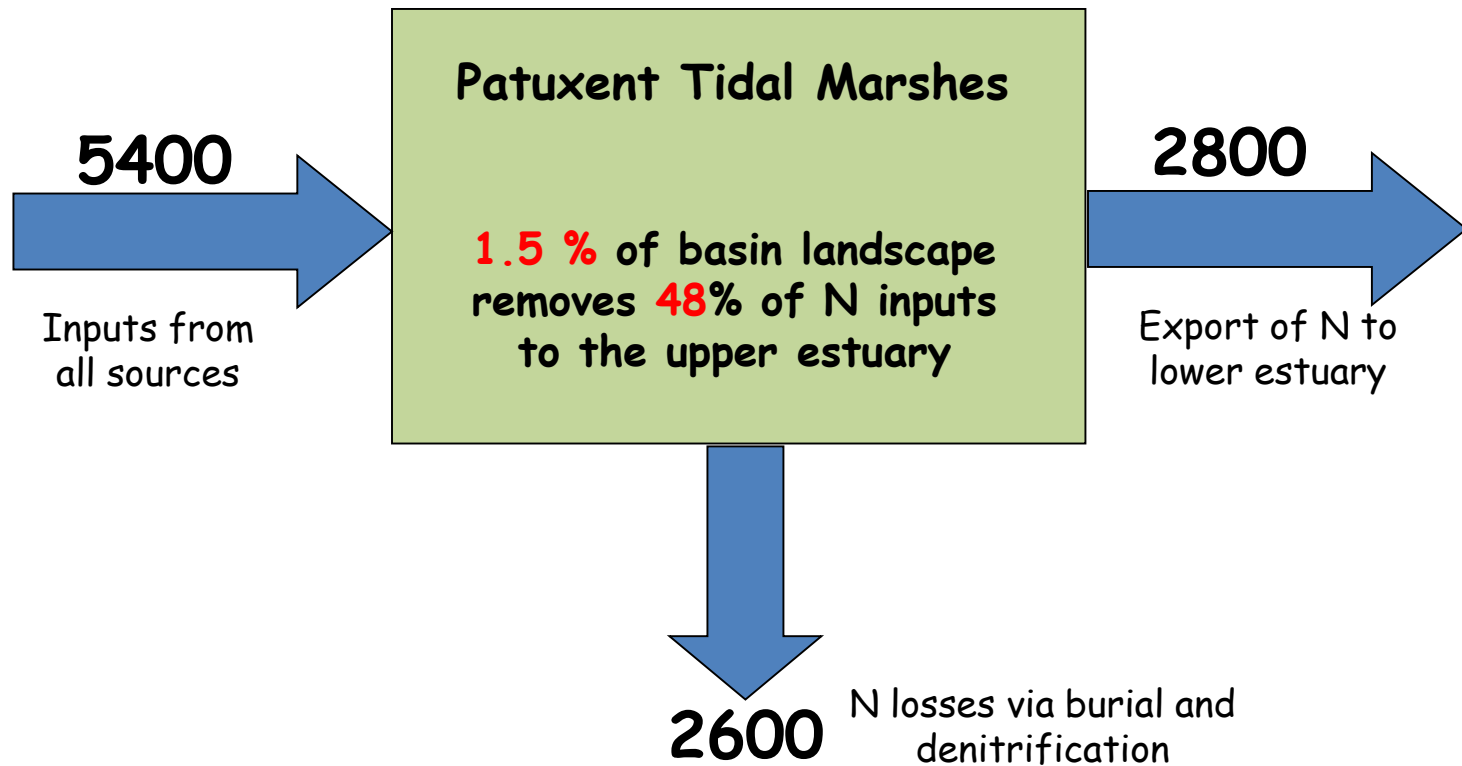 Patuxent Tidal Marshes
5400
2800
1.5 % of basin landscape
removes 48% of N inputs
to the upper estuary
Inputs from
all sources
Export of N to
lower estuary
2600
N losses via burial and
denitrification